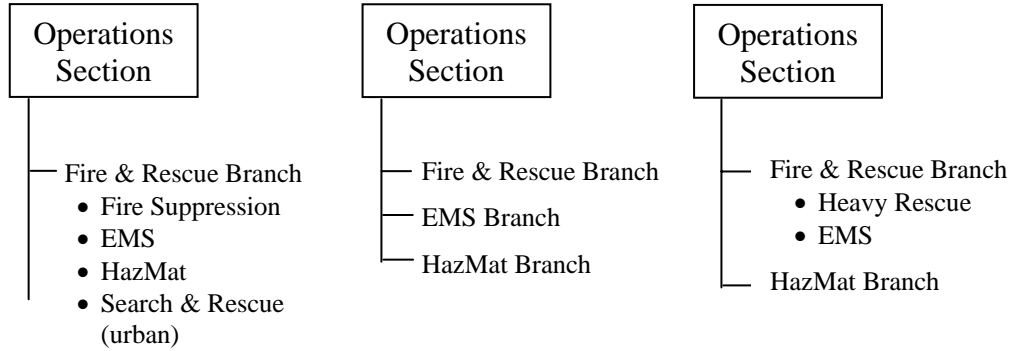 Operations
Section
Fire & Rescue Branch
• Fire Suppression
• EMS
• HazMat
• Search & Rescue
(urban)
Operations
Section
Fire & Rescue Branch
EMS Branch
HazMat Branch
Operations
Section
Fire & Rescue Branch
• Heavy Rescue
• EMS
HazMat Branch